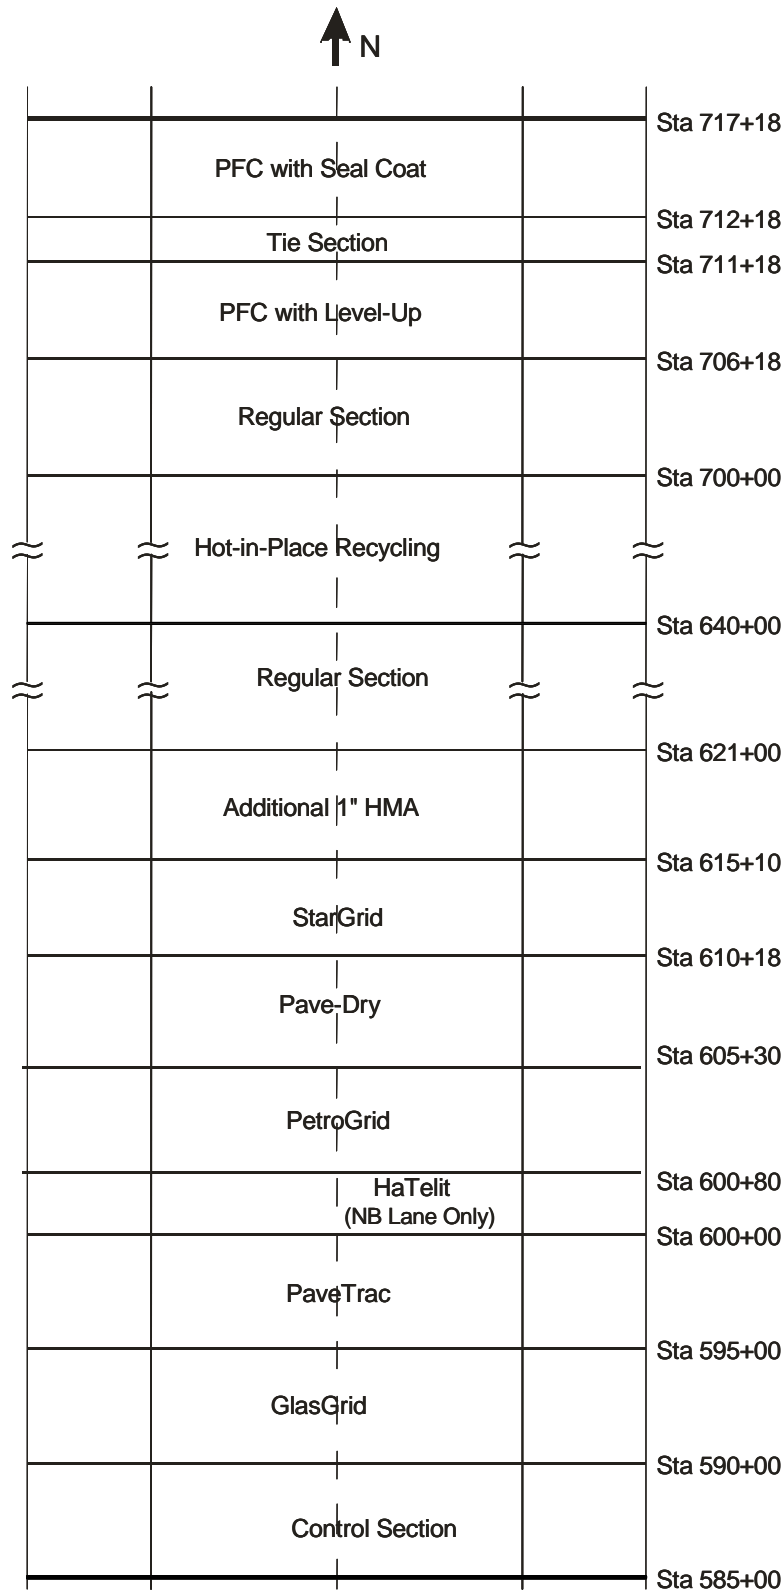 N
Sta 717+18
PFC with Seal Coat
Sta 712+18
Tie Section
Sta 711+18
PFC with Level-Up
Sta 706+18
Regular Section
Sta 700+00
Hot-in-Place Recycling
Sta 640+00
Regular Section
Sta 621+00
Additional 1" HMA
Sta 615+10
StarGrid
Sta 610+18
Pave-Dry
Sta 605+30
PetroGrid
Sta 600+80
HaTelit
(NB Lane Only)
Sta 600+00
PaveTrac
Sta 595+00
GlasGrid
Sta 590+00
Control Section
Sta 585+00